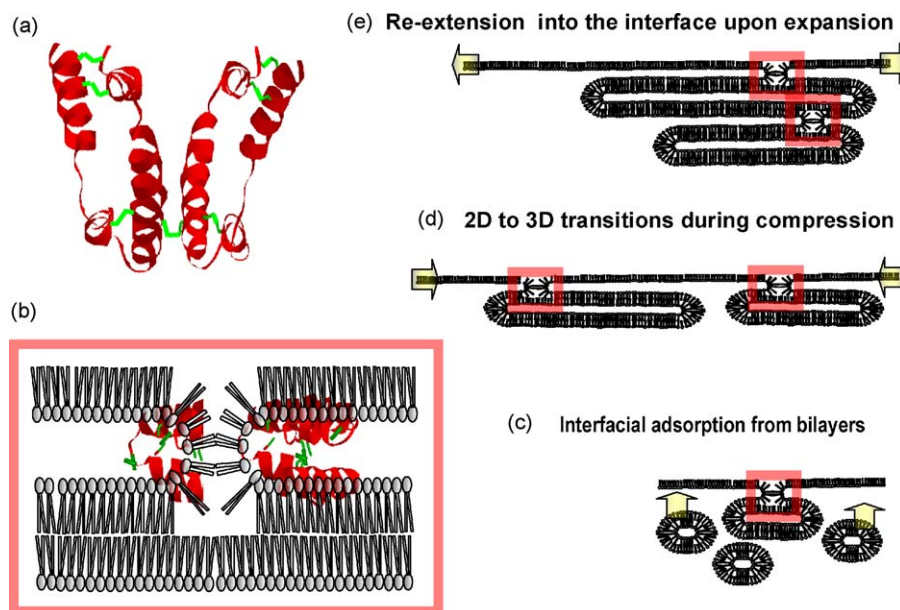 (a)
(e) Re-extension into the interface upon expansion
(d) 2D to 3D transitions during compression
(b)
(c) Interfacial adsorption from bilayers